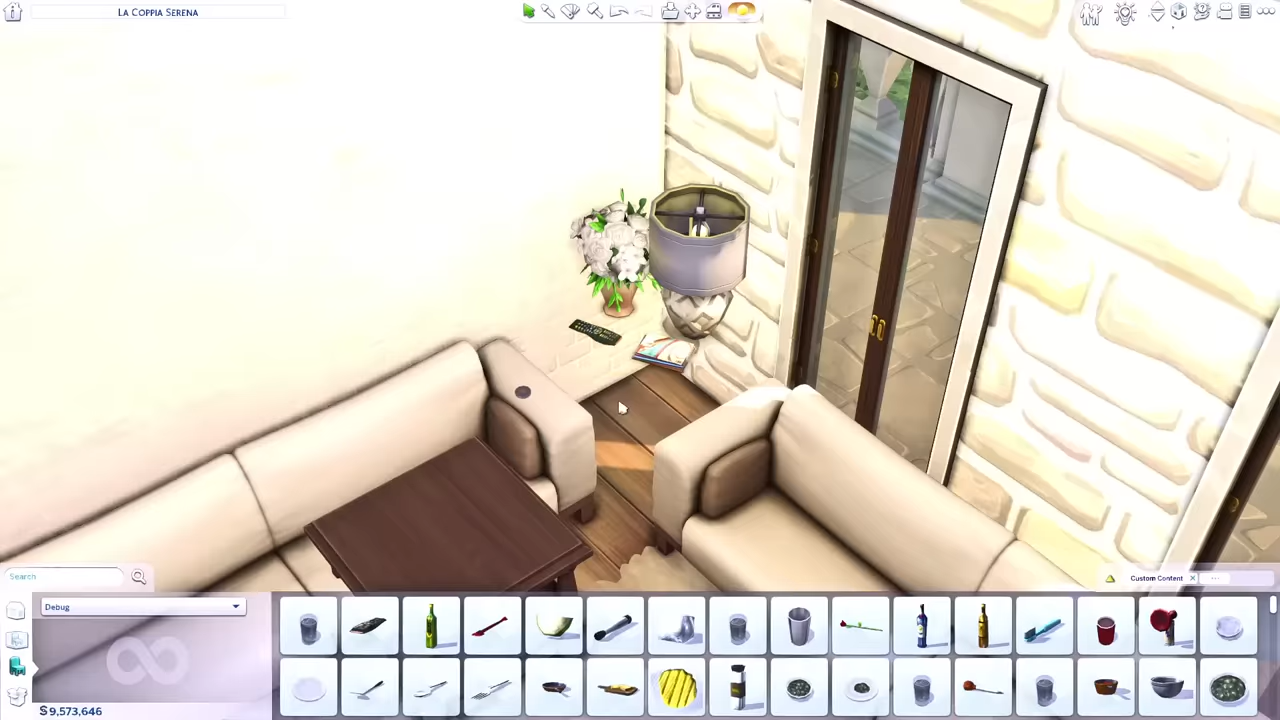 LA COPPIA SERENA
Search
Custom Content
Debug
$9,573,646